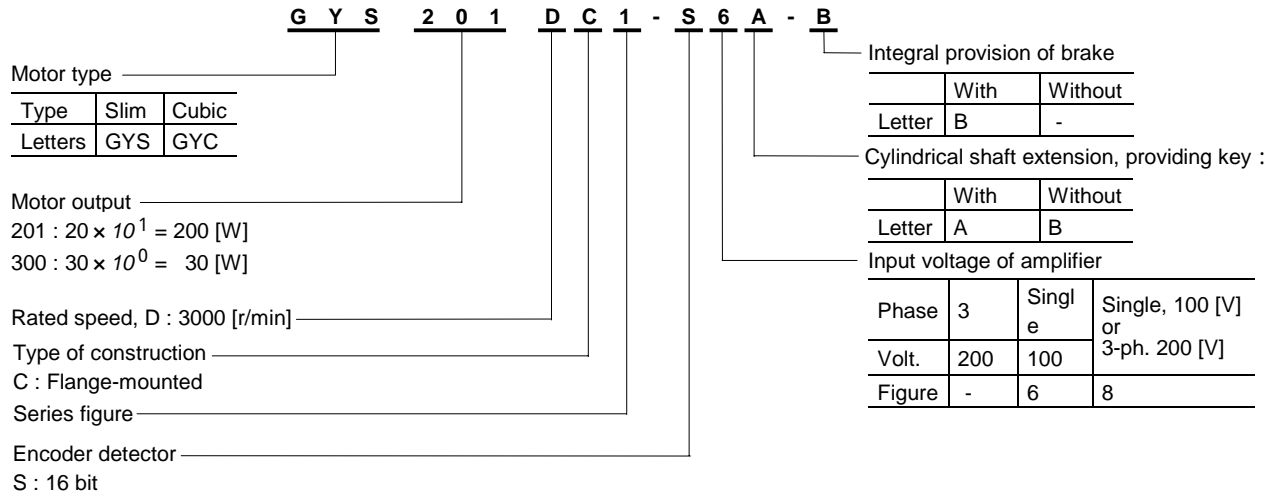 G Y S 2 0 1 D C 1 - S 6 A - B
Motor type
Type Slim Cubic
Letters GYS GYC
Motor output
201 : 20 × 10 1 = 200 [W]
300 : 30 × 10 0 = 30 [W]
Rated speed, D : 3000 [r/min]
Type of construction
C : Flange-mounted
Series figure
Encoder detector
S : 16 bit
Integral provision of brake
With Without
Letter B -
Cylindrical shaft extension, providing key :
With Without
Letter A B
Input voltage of amplifier
Phase 3 Singl
e
Single, 100 [V]
or
3-ph. 200 [V]
Volt. 200 100
Figure - 6 8